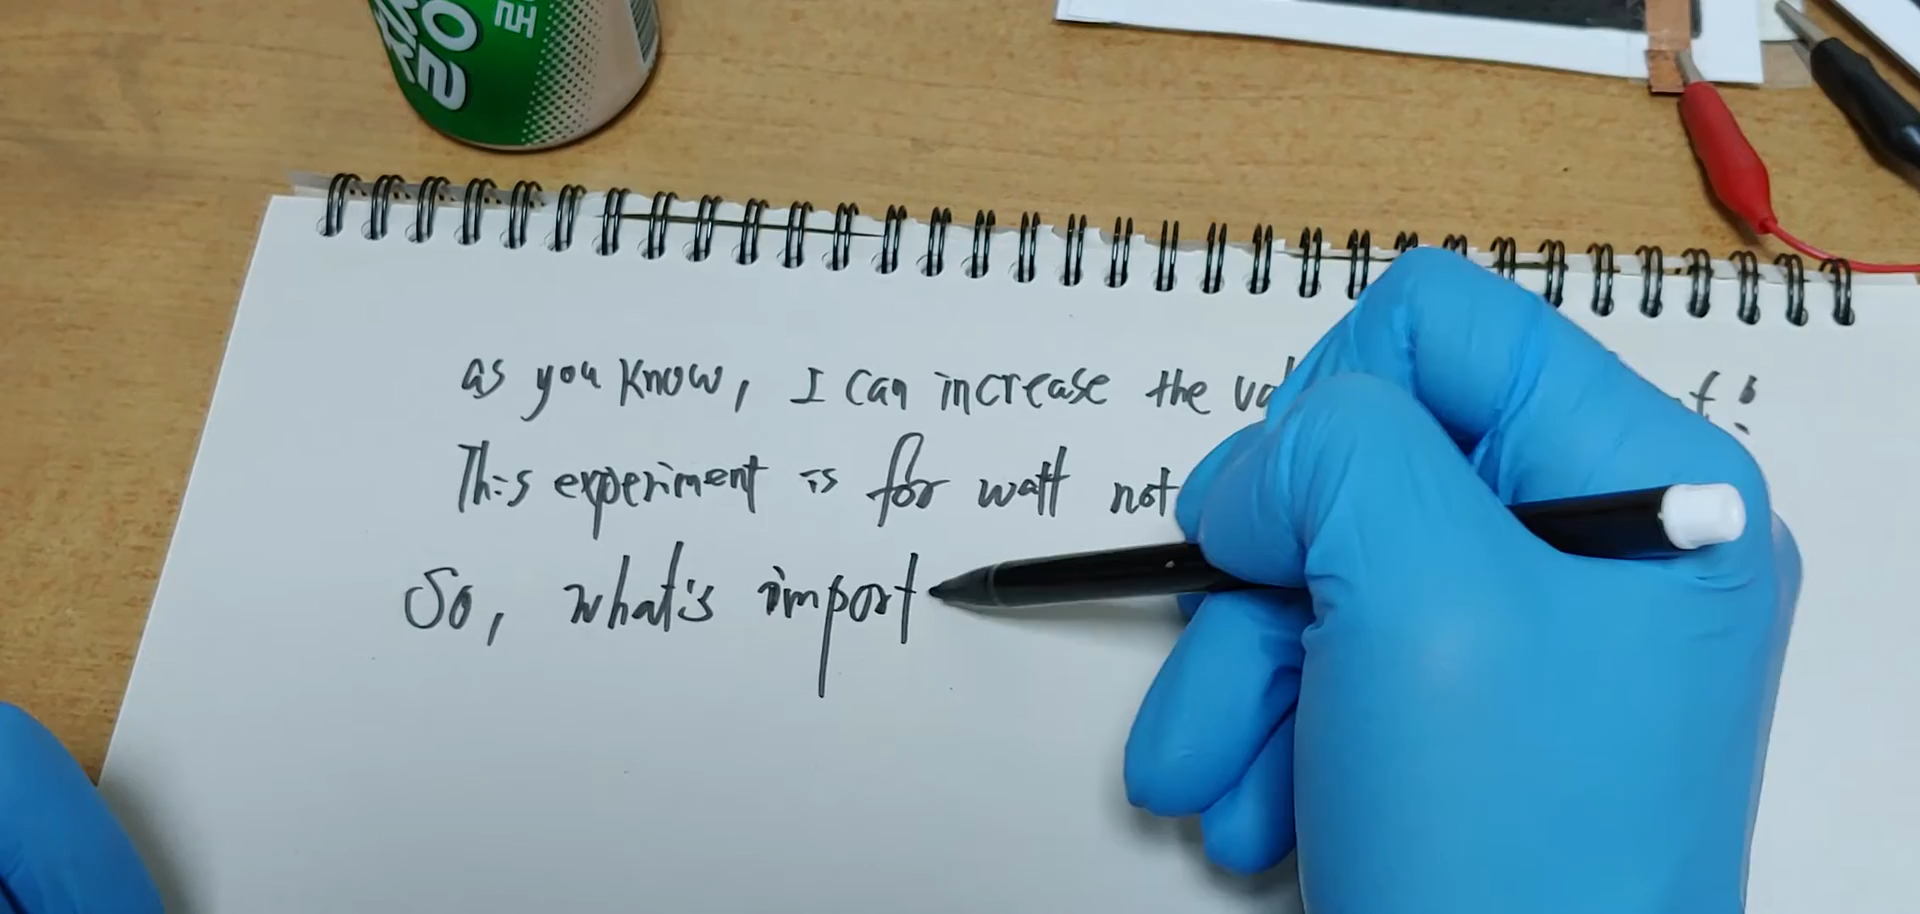 as you know, I can increase the
This experiment is for watt not
So, what's import